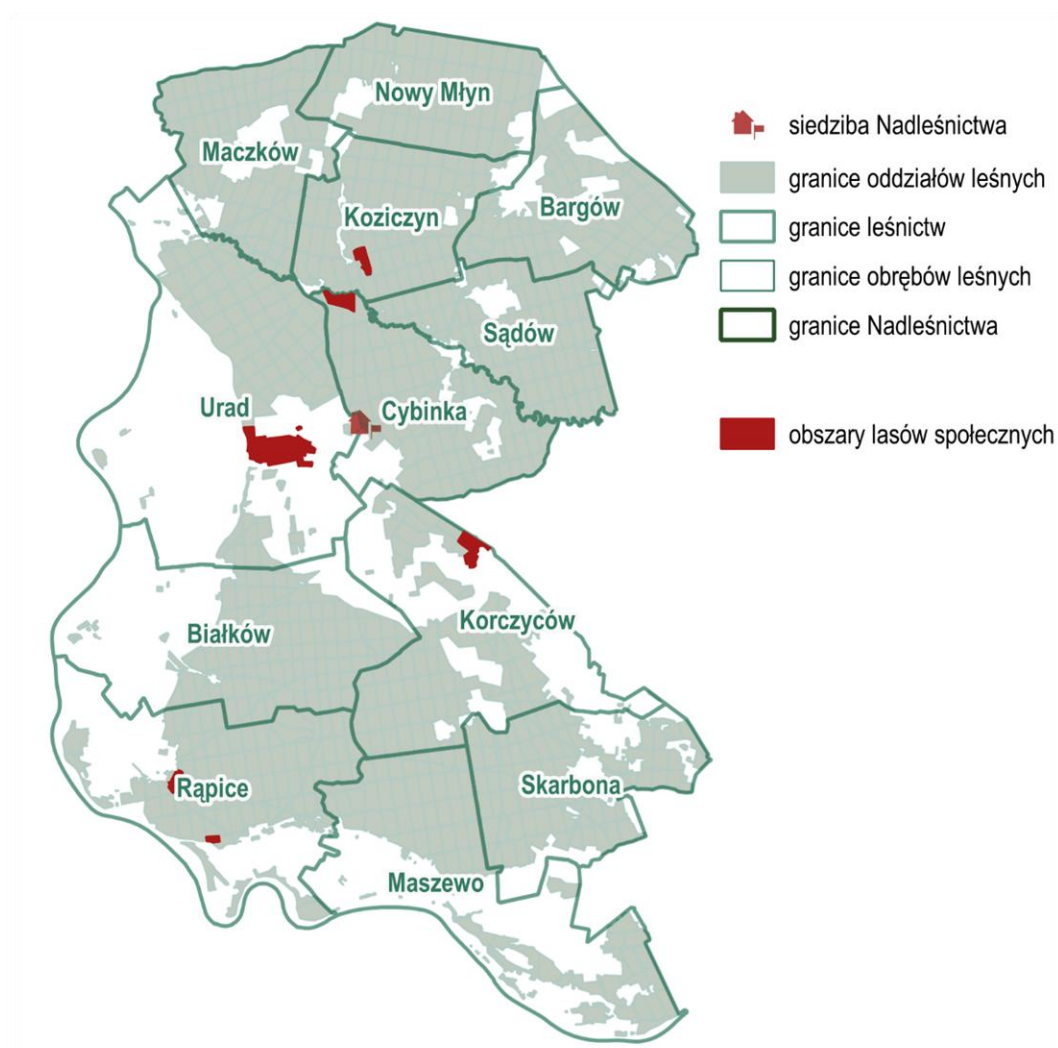 Nowy Młyn
Maczków
Koziczyn
Bargów
Sądów
Urad
Cybinka
Białków
Korczyców
Rąpice
Skarbona
Maszewo
siedziba Nadleśnictwa
granice oddziałów leśnych
granice leśnictw
granice obrębów leśnych
granice Nadleśnictwa
obszary lasów społecznych